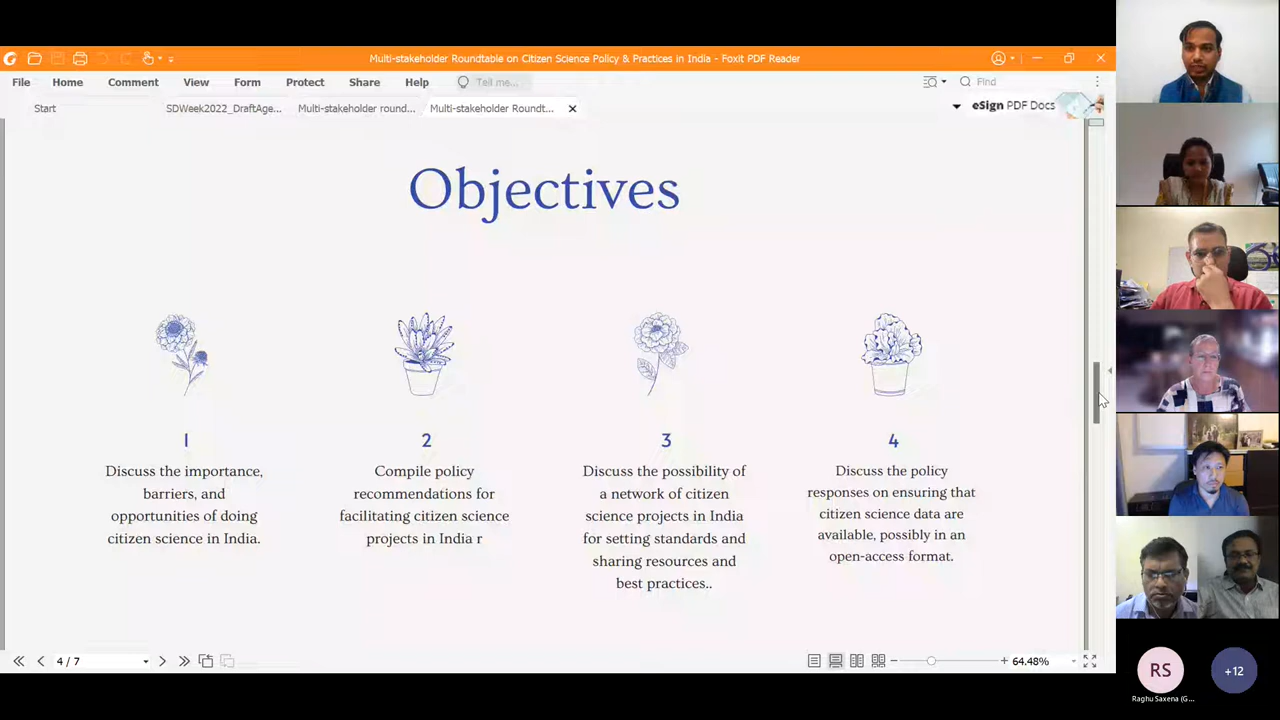 Multi-stakeholder Roundtable on Citizen Science Policy & Practices in India - Foxit PDF Reader
File Home Comment View Form Protect Share Help Tell me... Find
Start SDWeek2022_DraftAge... Multi-stakeholder round... Multi-stakeholder Roundt... eSign PDF Docs
Objectives
1
Discuss the importance,
barriers, and
opportunities of doing
citizen science in India.
2
Compile policy
recommendations for
facilitating citizen science
projects in India r
3
Discuss the possibility of
a network of citizen
science projects in India
for setting standards and
sharing resources and
best practices..
4
Discuss the policy
responses on ensuring that
citizen science data are
available, possibly in an
open-access format.
4 / 7
64.48%
RS
Raghu Saxena (G...
+12